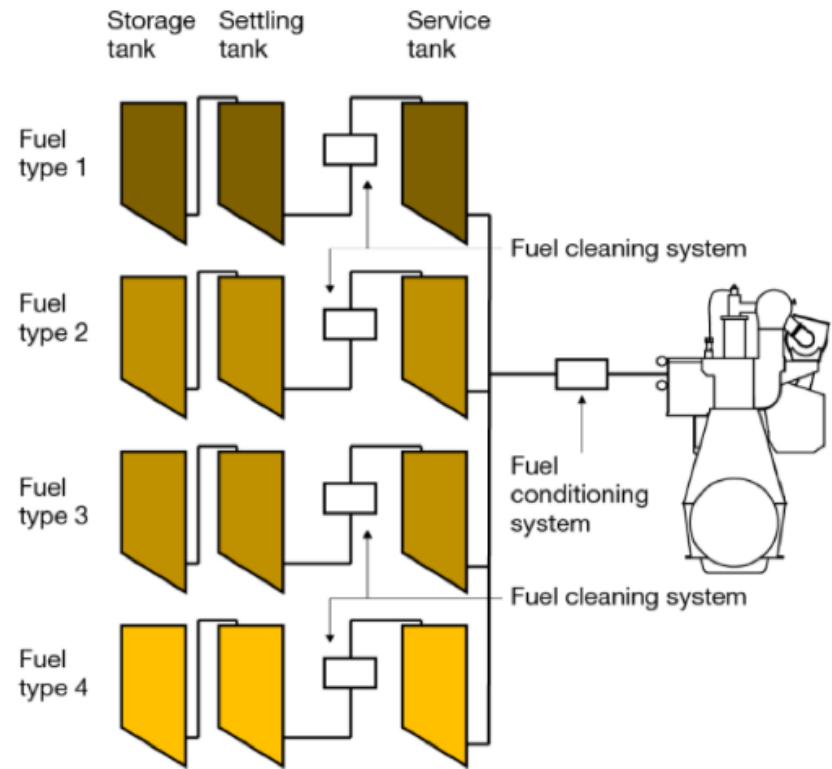 Storage
tank
Settling
tank
Service
tank
Fuel
type 1
Fuel cleaning system
Fuel
type 2
Fuel
conditioning
system
Fuel
type 3
Fuel cleaning system
Fuel
type 4